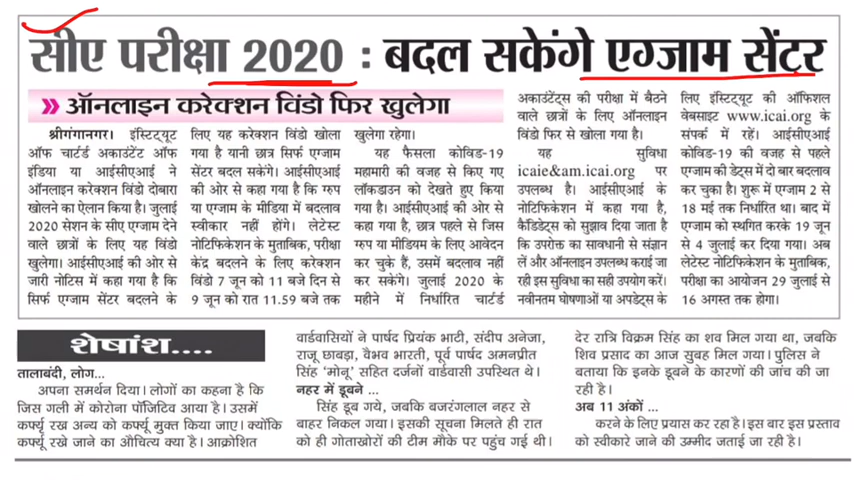 सीए परीक्षा 2020 : बदल सकेंगे एग्जाम सेंटर
» ऑनलाइन करेक्शन विंडो फिर खुलेगा
श्रीगंगानगर। इंस्टिट्यूट
ऑफ चार्टर्ड अकाउंटेंट ऑफ
इंडिया या आईसीएआई ने
ऑनलाइन करेक्शन विंडो दोबारा
खोलने का ऐलान किया है। जुलाई
2020 सेशन के सीए एग्जाम देने
वाले छात्रों के लिए यह विंडो
खुलेगा। आईसीएआई की ओर से
जारी नोटिस में कहा गया है कि
सिर्फ एग्जाम सेंटर बदलने के
लिए यह करेक्शन विंडो खोला
गया है यानी छात्र सिर्फ एग्जाम
सेंटर बदल सकेंगे। आईसीएआई
की ओर से कहा गया है कि ग्रुप
या एग्जाम के मीडिया में बदलाव
स्वीकार नहीं होंगे। लेटेस्ट
नोटिफिकेशन के मुताबिक, परीक्षा
केंद्र बदलने के लिए करेक्शन
विंडो 7 जून को 11 बजे दिन से
9 जून को रात 11.59 बजे तक
खुलेगा रहेगा।
यह फैसला कोविड-19
महामारी की वजह से किए गए
लॉकडाउन को देखते हुए किया
गया है। आईसीएआई की ओर से
कहा गया है, छात्र पहले से जिस
ग्रुप या मीडियम के लिए आवेदन
कर चुके हैं, उसमें बदलाव नहीं
कर सकेंगे। जुलाई 2020 के
महीने में निर्धारित चार्टर्ड
अकाउंटेंट्स की परीक्षा में बैठने
वाले छात्रों के लिए ऑनलाइन
विंडो फिर से खोला गया है।
यह सुविधा
icaie&am.icai.org पर
उपलब्ध है। आईसीएआई के
नोटिफिकेशन में कहा गया है,
कैंडिडेट्स को सुझाव दिया जाता है
कि उपरोक्त का सावधानी से संज्ञान
लें और ऑनलाइन उपलब्ध कराई जा
रही इस सुविधा का सही उपयोग करें।
नवीनतम घोषणाओं या अपडेट्स के
लिए इंस्टिट्यूट की ऑफिशल
वेबसाइट www.icai.org के
संपर्क में रहें। आईसीएआई
कोविड-19 की वजह से पहले
एग्जाम की डेट्स में दो बार बदलाव
कर चुका है। शुरू में एग्जाम 2 से
18 मई तक निर्धारित था। बाद में
एग्जाम को स्थगित करके 19 जून
से 4 जुलाई कर दिया गया। अब
लेटेस्ट नोटिफिकेशन के मुताबिक,
परीक्षा का आयोजन 29 जुलाई से
16 अगस्त तक होगा।
शेषांश....
तालाबंदी, लोग...
अपना समर्थन दिया। लोगों का कहना है कि
जिस गली में कोरोना पॉजिटिव आया है। उसमें
कर्फ्यू रख अन्य को कर्फ्यू मुक्त किया जाए। क्योंकि
कर्फ्यू रखे जाने का औचित्य क्या है। आक्रोशित
वार्डवासियों ने पार्षद प्रियंक भाटी, संदीप अनेजा,
राजू छाबड़ा, वैभव भारती, पूर्व पार्षद अमनप्रीत
सिंह 'मोनू' सहित दर्जनों वार्डवासी उपस्थित थे।
नहर में डूबने ...
सिंह डूब गये, जबकि बजरंगलाल नहर से
बाहर निकल गया। इसकी सूचना मिलते ही रात
को ही गोताखोरों की टीम मौके पर पहुंच गई थी।
देर रात्रि विक्रम सिंह का शव मिल गया था, जबकि
शिव प्रसाद का आज सुबह मिल गया। पुलिस ने
बताया कि इनके डूबने के कारणों की जांच की जा
रही है।
अब 11 अंकों ...
करने के लिए प्रयास कर रहा है। इस बार इस प्रस्ताव
को स्वीकारे जाने की उम्मीद जताई जा रही है।